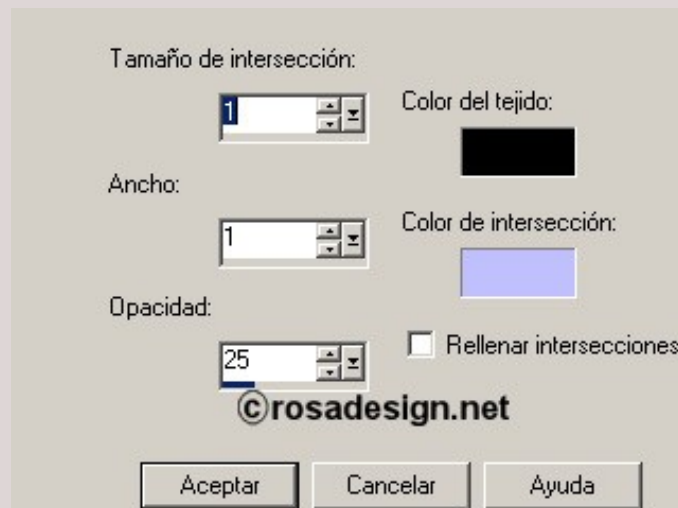 Tamaño de intersección:
1
Color del tejido:
Ancho:
1
Color de intersección:
Opacidad:
25
Rellenar intersecciones
©rosadesign.net
Aceptar
Cancelar
Ayuda